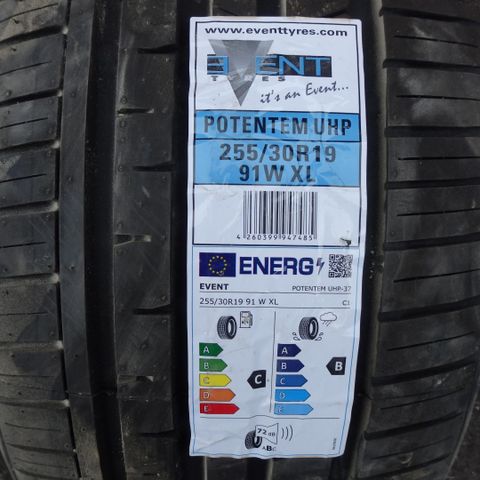 www.eventtyres.com
EVENT
TYRES
it's an Event...
POTENTEM UHP
255/30R19
91W XL
4 260399 947485
ENERG
EVENT
POTENTEM UHP-37
255/30R19 91 W XL
C1
A
B
C
D
E
C
A
B
C
D
E
B
72 dB
ABC